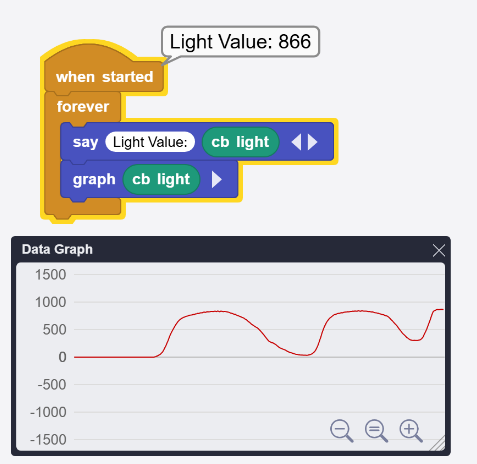 Light Value: 866
when started
forever
say Light Value: cb light
graph cb light
Data Graph
1500
1000
500
0
-500
-1000
-1500